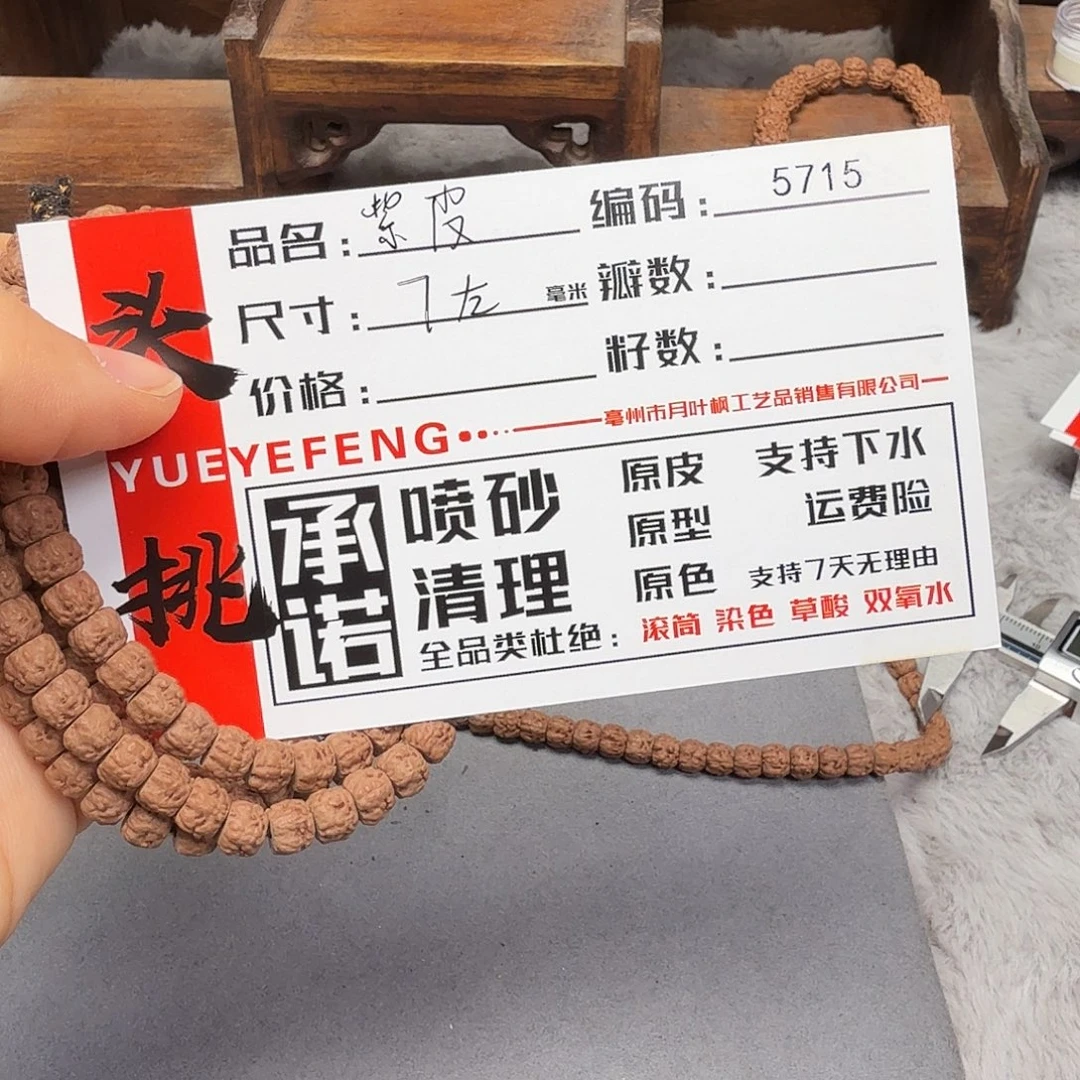 头挑
品名：紫皮 编码：5715
尺寸：7左 毫米 瓣数：
价格： 籽数：
YUEYEFENG 亳州市月叶枫工艺品销售有限公司
承诺
喷砂 原皮 支持下水
清理 原型 运费险
原色 支持7天无理由
全品类杜绝：滚筒 染色 草酸 双氧水